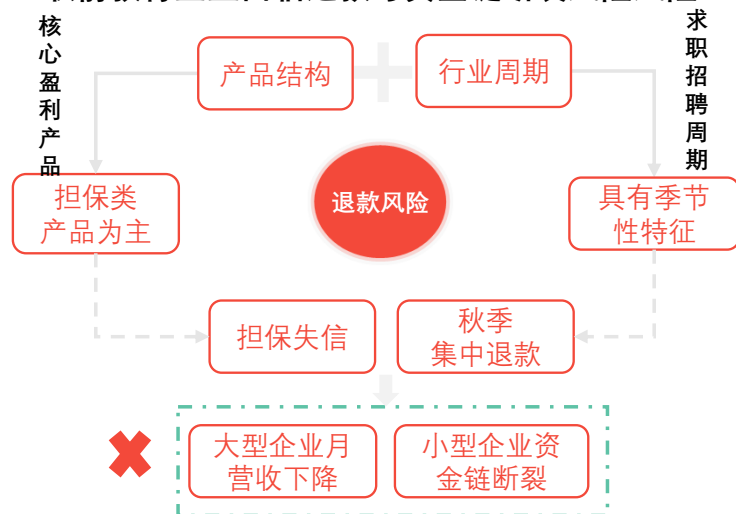 核心盈利产品
产品结构
行业周期
求职招聘周期
担保类
产品为主
退款风险
具有季节
性特征
担保失信
秋季
集中退款
大型企业月
营收下降
小型企业资
金链断裂